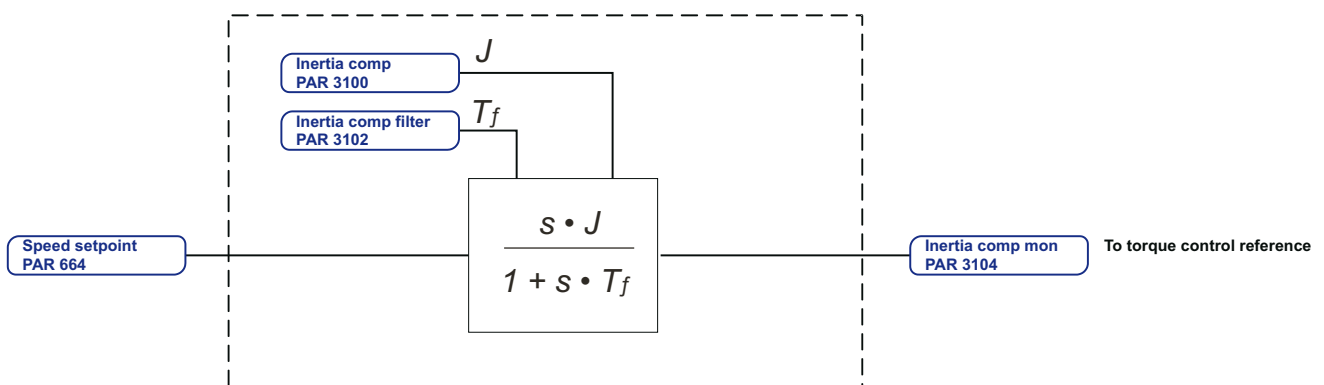 Inertia comp
PAR 3100
J
Inertia comp filter
PAR 3102
Tf
s • J
1 + s • Tf
Speed setpoint
PAR 664
Inertia comp mon
PAR 3104
To torque control reference